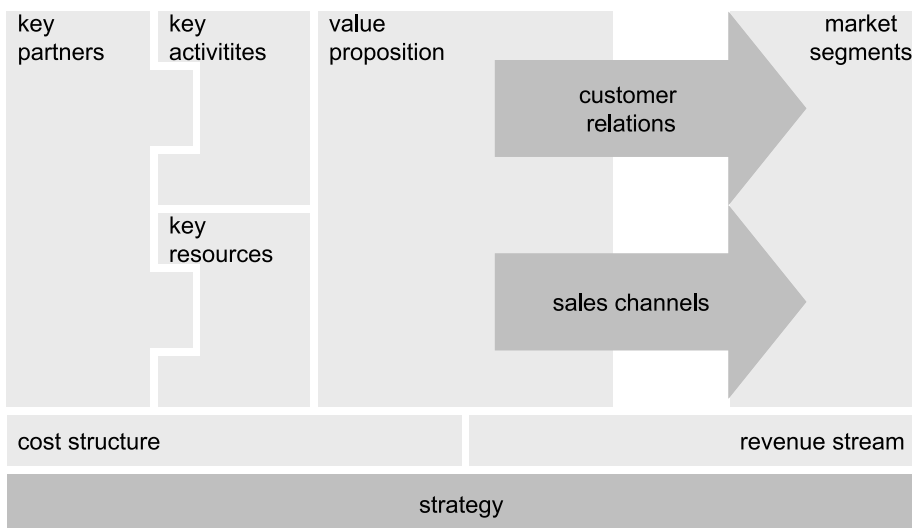 key
partners
key
activitites
value
proposition
market
segments
customer
relations
key
resources
sales channels
cost structure
revenue stream
strategy